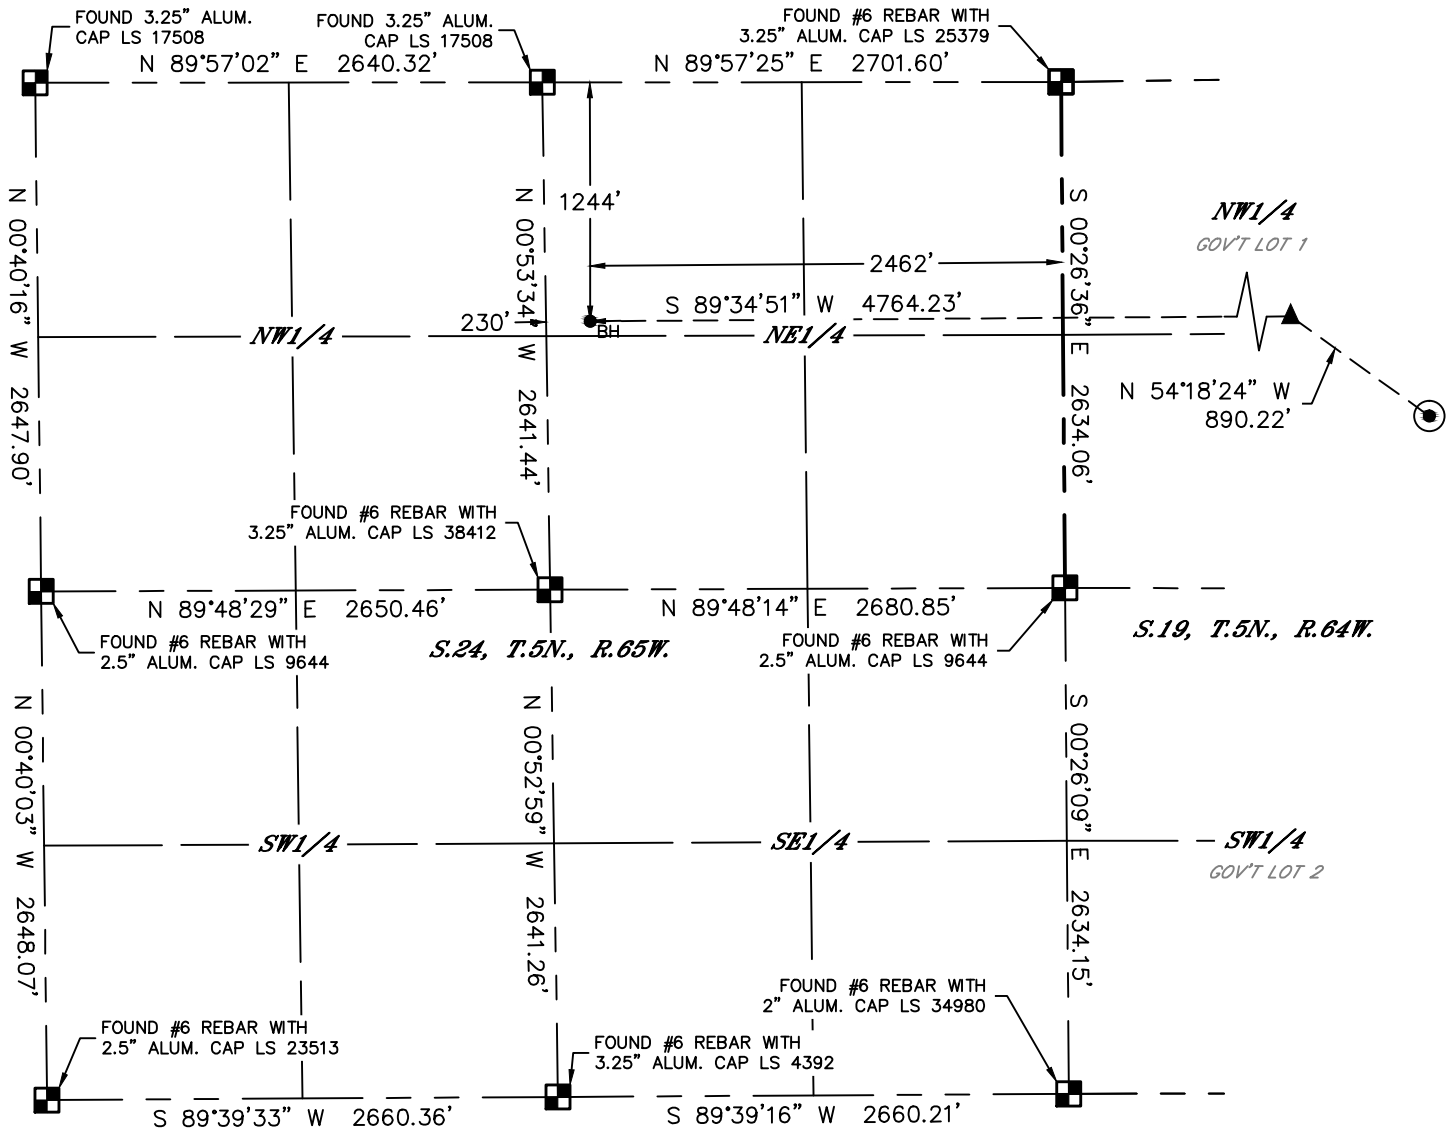 FOUND 3.25" ALUM.
CAP LS 17508
FOUND 3.25" ALUM.
CAP LS 17508
FOUND #6 REBAR WITH
3.25" ALUM. CAP LS 25379
N 89°57'02" E 2640.32'
N 89°57'25" E 2701.60'
N 00°40'16" W 2647.90'
N 00°53'34" W 2641.44'
1244'
S 00°26'36" E 2634.06'
NW1/4
GOV'T LOT 1
2462'
S 89°34'51" W 4764.23'
230'
BH
NW1/4
NE1/4
N 54°18'24" W
890.22'
FOUND #6 REBAR WITH
3.25" ALUM. CAP LS 38412
N 89°48'29" E 2650.46'
N 89°48'14" E 2680.85'
FOUND #6 REBAR WITH
2.5" ALUM. CAP LS 9644
S.24, T.5N., R.65W.
FOUND #6 REBAR WITH
2.5" ALUM. CAP LS 9644
S.19, T.5N., R.64W.
N 00°40'03" W 2648.07'
N 00°52'59" W 2641.26'
S 00°26'09" E 2634.15'
SW1/4
SE1/4
SW1/4
GOV'T LOT 2
FOUND #6 REBAR WITH
2.5" ALUM. CAP LS 23513
FOUND #6 REBAR WITH
3.25" ALUM. CAP LS 4392
FOUND #6 REBAR WITH
2" ALUM. CAP LS 34980
S 89°39'33" W 2660.36'
S 89°39'16" W 2660.21'